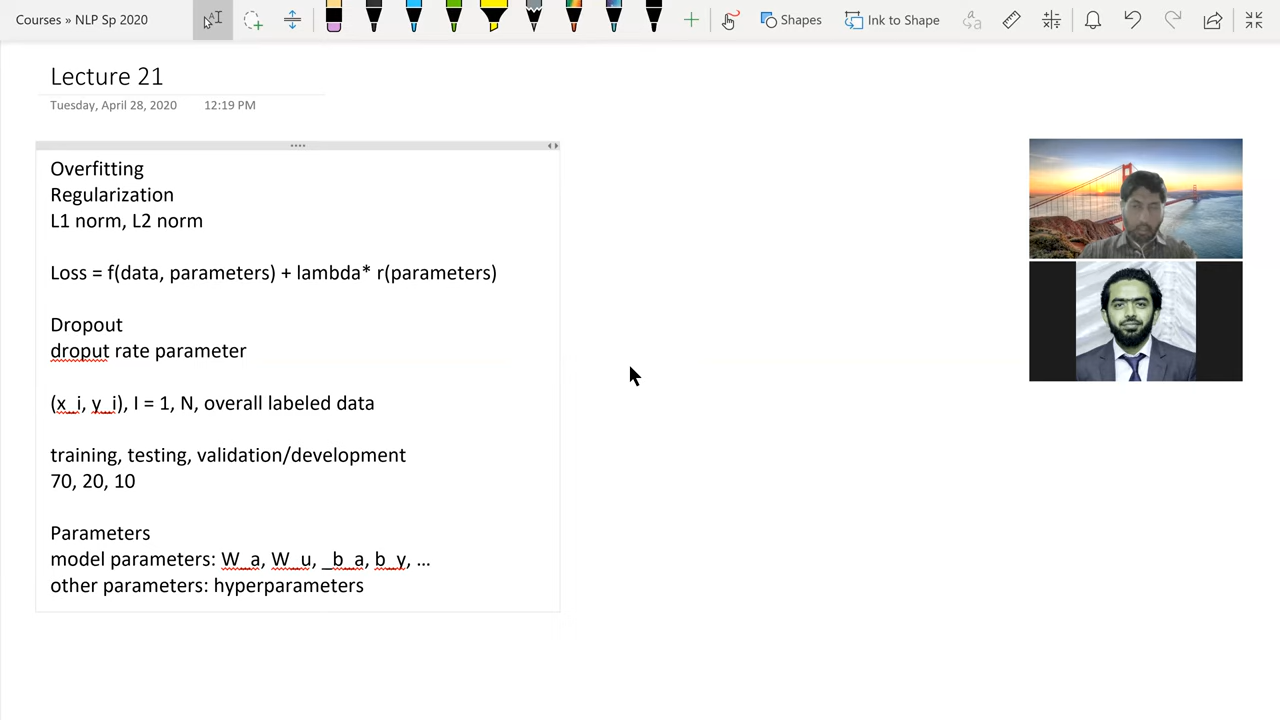 Courses » NLP Sp 2020
Shapes
Ink to Shape
Lecture 21
Tuesday, April 28, 2020 12:19 PM
Overfitting
Regularization
L1 norm, L2 norm
Loss = f(data, parameters) + lambda* r(parameters)
Dropout
droput rate parameter
(x_i, y_i), I = 1, N, overall labeled data
training, testing, validation/development
70, 20, 10
Parameters
model parameters: W_a, W_u, _b_a, b_y, ...
other parameters: hyperparameters